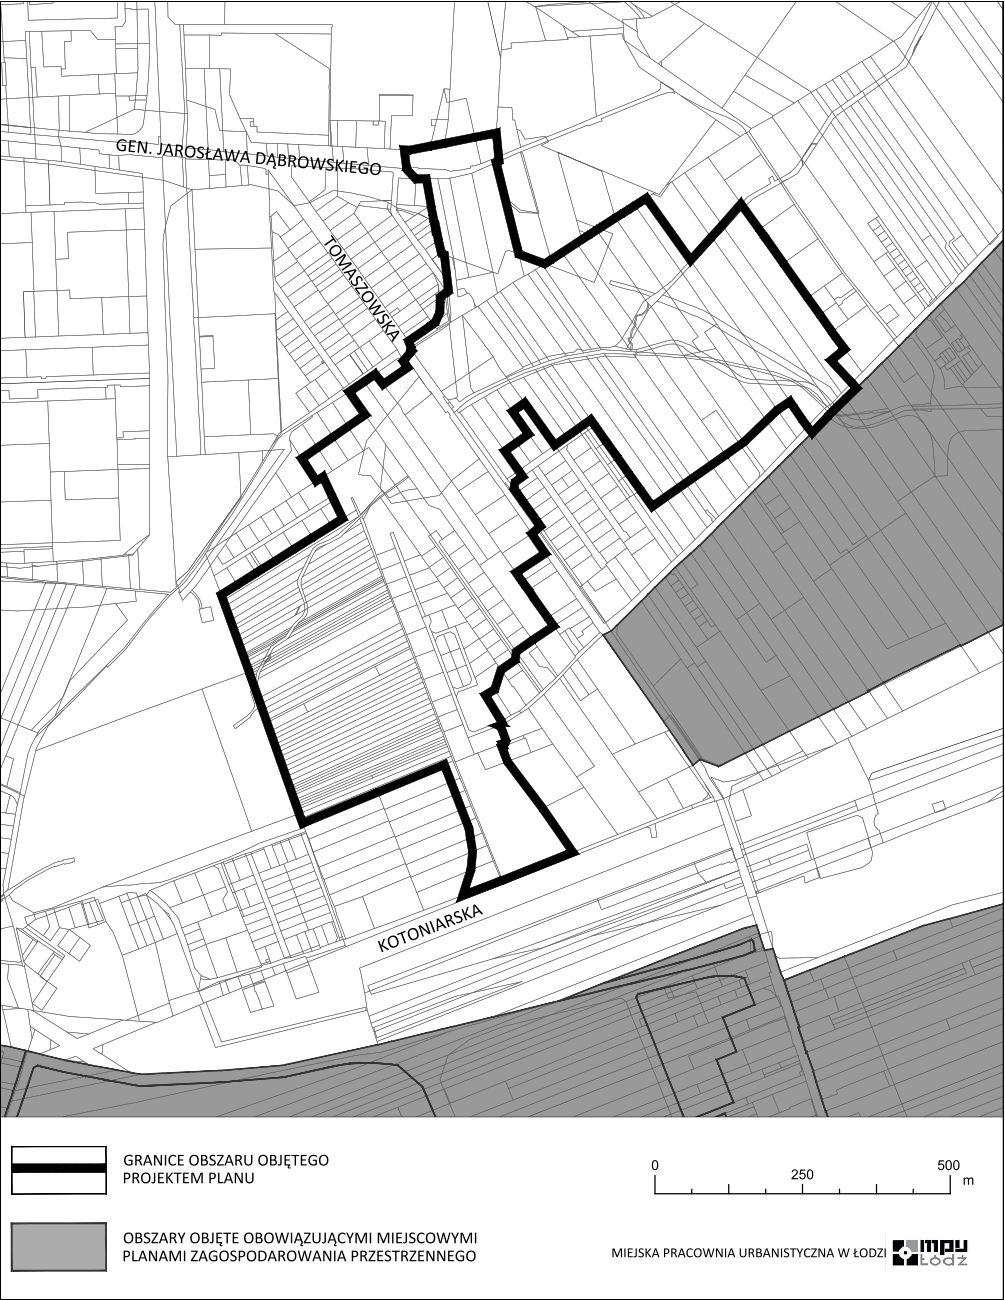 GEN. JAROSŁAWA DĄBROWSKIEGO
TOMASZOWSKA
KOTONIARSKA
GRANICE OBSZARU OBJĘTEGO
PROJEKTEM PLANU
0 250 500
m
OBSZARY OBJĘTE OBOWIĄZUJĄCYMI MIEJSCOWYMI
PLANAMI ZAGOSPODAROWANIA PRZESTRZENNEGO
MIEJSKA PRACOWNIA URBANISTYCZNA W ŁODZI
mpu
Łódź